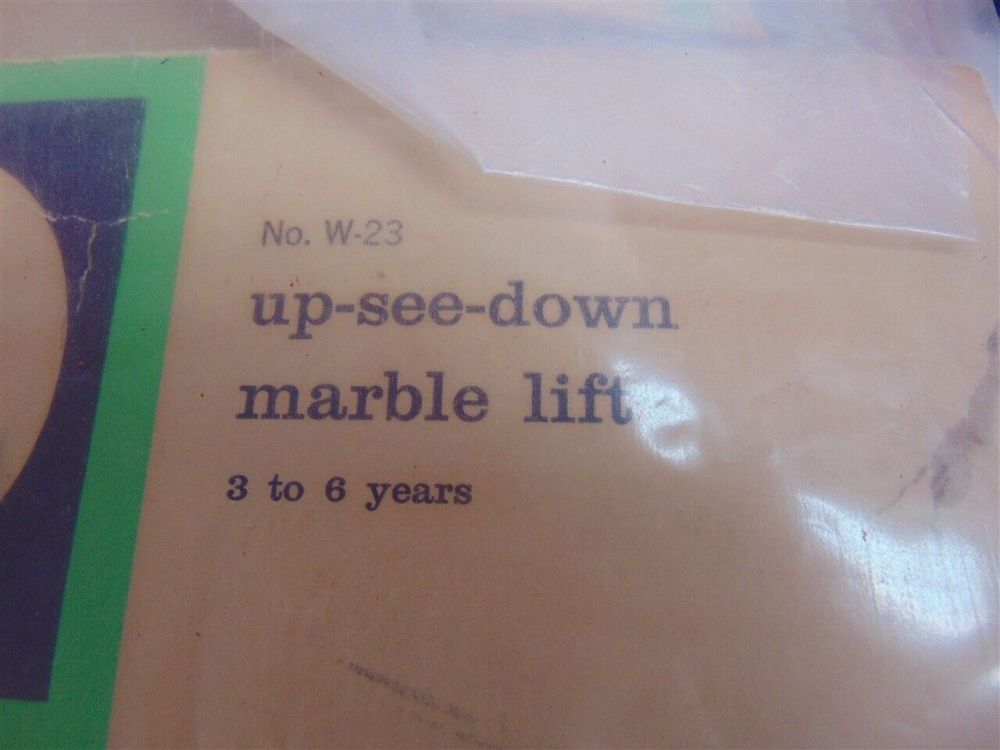 No. W-23
up-see-down
marble lift
3 to 6 years